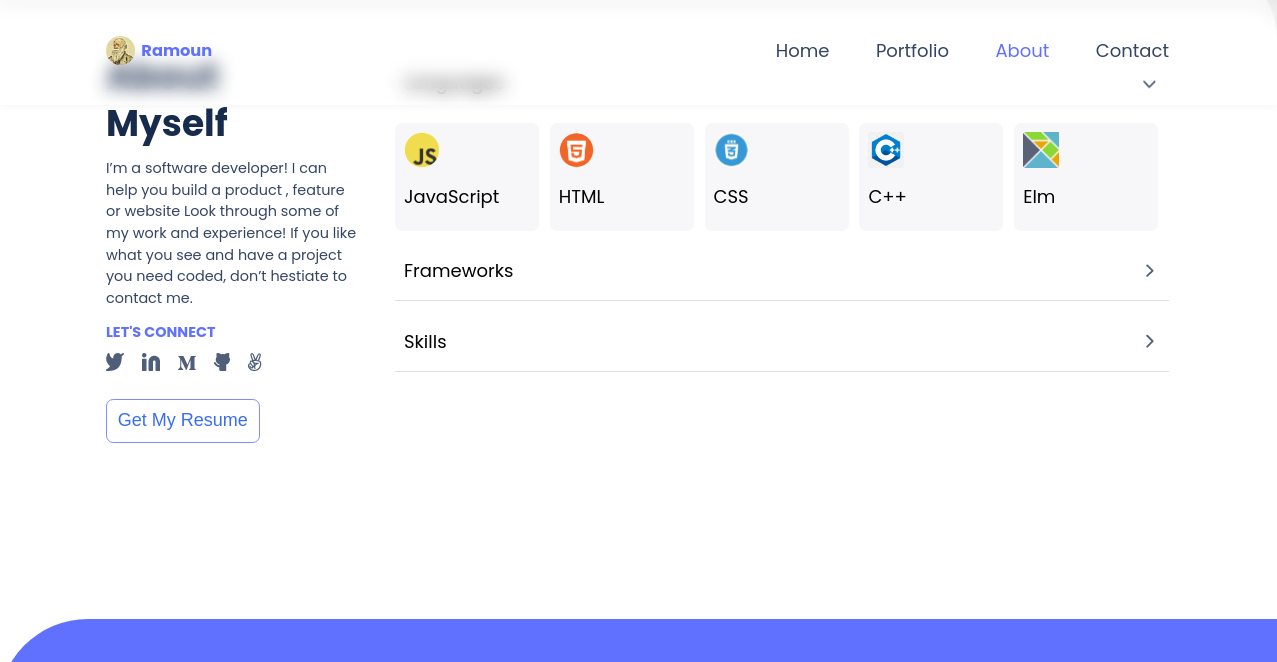 Ramoun
Home
Portfolio
About
Contact
About
Myself
I’m a software developer! I can
help you build a product , feature
or website Look through some of
my work and experience! If you like
what you see and have a project
you need coded, don’t hestiate to
contact me.
LET'S CONNECT
Get My Resume
Languages
JS
JavaScript
HTML
CSS
C++
Elm
Frameworks
Skills